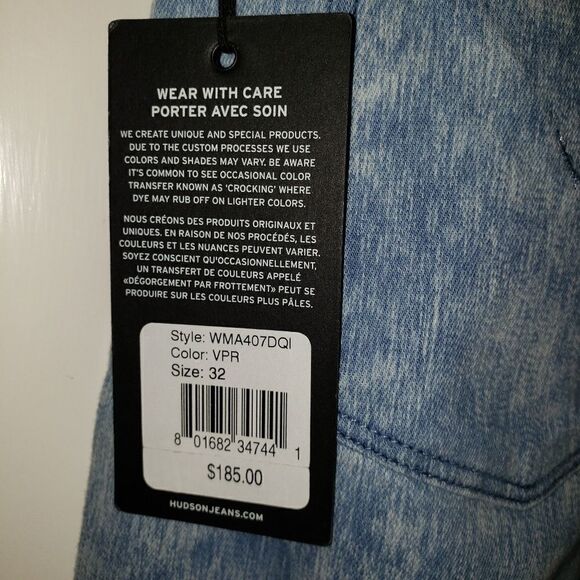 WEAR WITH CARE
PORTER AVEC SOIN
WE CREATE UNIQUE AND SPECIAL PRODUCTS.
DUE TO THE CUSTOM PROCESSES WE USE
COLORS AND SHADES MAY VARY. BE AWARE
IT'S COMMON TO SEE OCCASIONAL COLOR
TRANSFER KNOWN AS 'CROCKING' WHERE
DYE MAY RUB OFF ON LIGHTER COLORS.
NOUS CRÉONS DES PRODUITS ORIGINAUX ET
UNIQUES. EN RAISON DE NOS PROCÉDÉS, LES
COULEURS ET LES NUANCES PEUVENT VARIER.
SOYEZ CONSCIENT QU'OCCASIONNELLEMENT,
UN TRANSFERT DE COULEURS APPELÉ
«DÉGORGEMENT PAR FROTTEMENT» PEUT SE
PRODUIRE SUR LES COULEURS PLUS PÂLES.
Style: WMA407DQI
Color: VPR
Size: 32
8 01682 34744 1
$185.00
HUDSONJEANS.COM